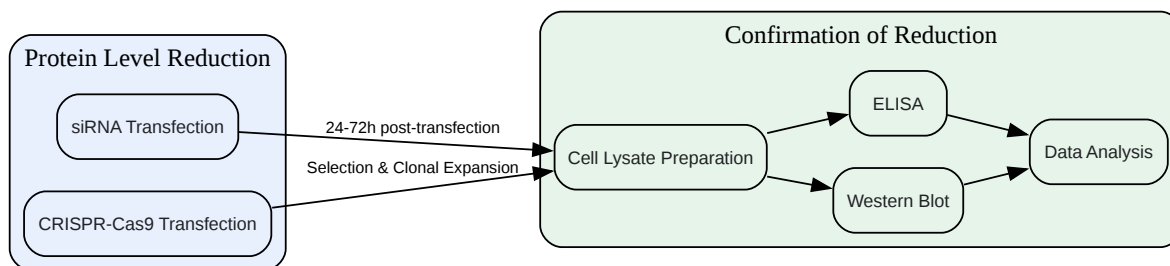 Protein Level Reduction
siRNA Transfection
CRISPR-Cas9 Transfection
24-72h post-transfection
Selection & Clonal Expansion
Confirmation of Reduction
Cell Lysate Preparation
ELISA
Western Blot
Data Analysis